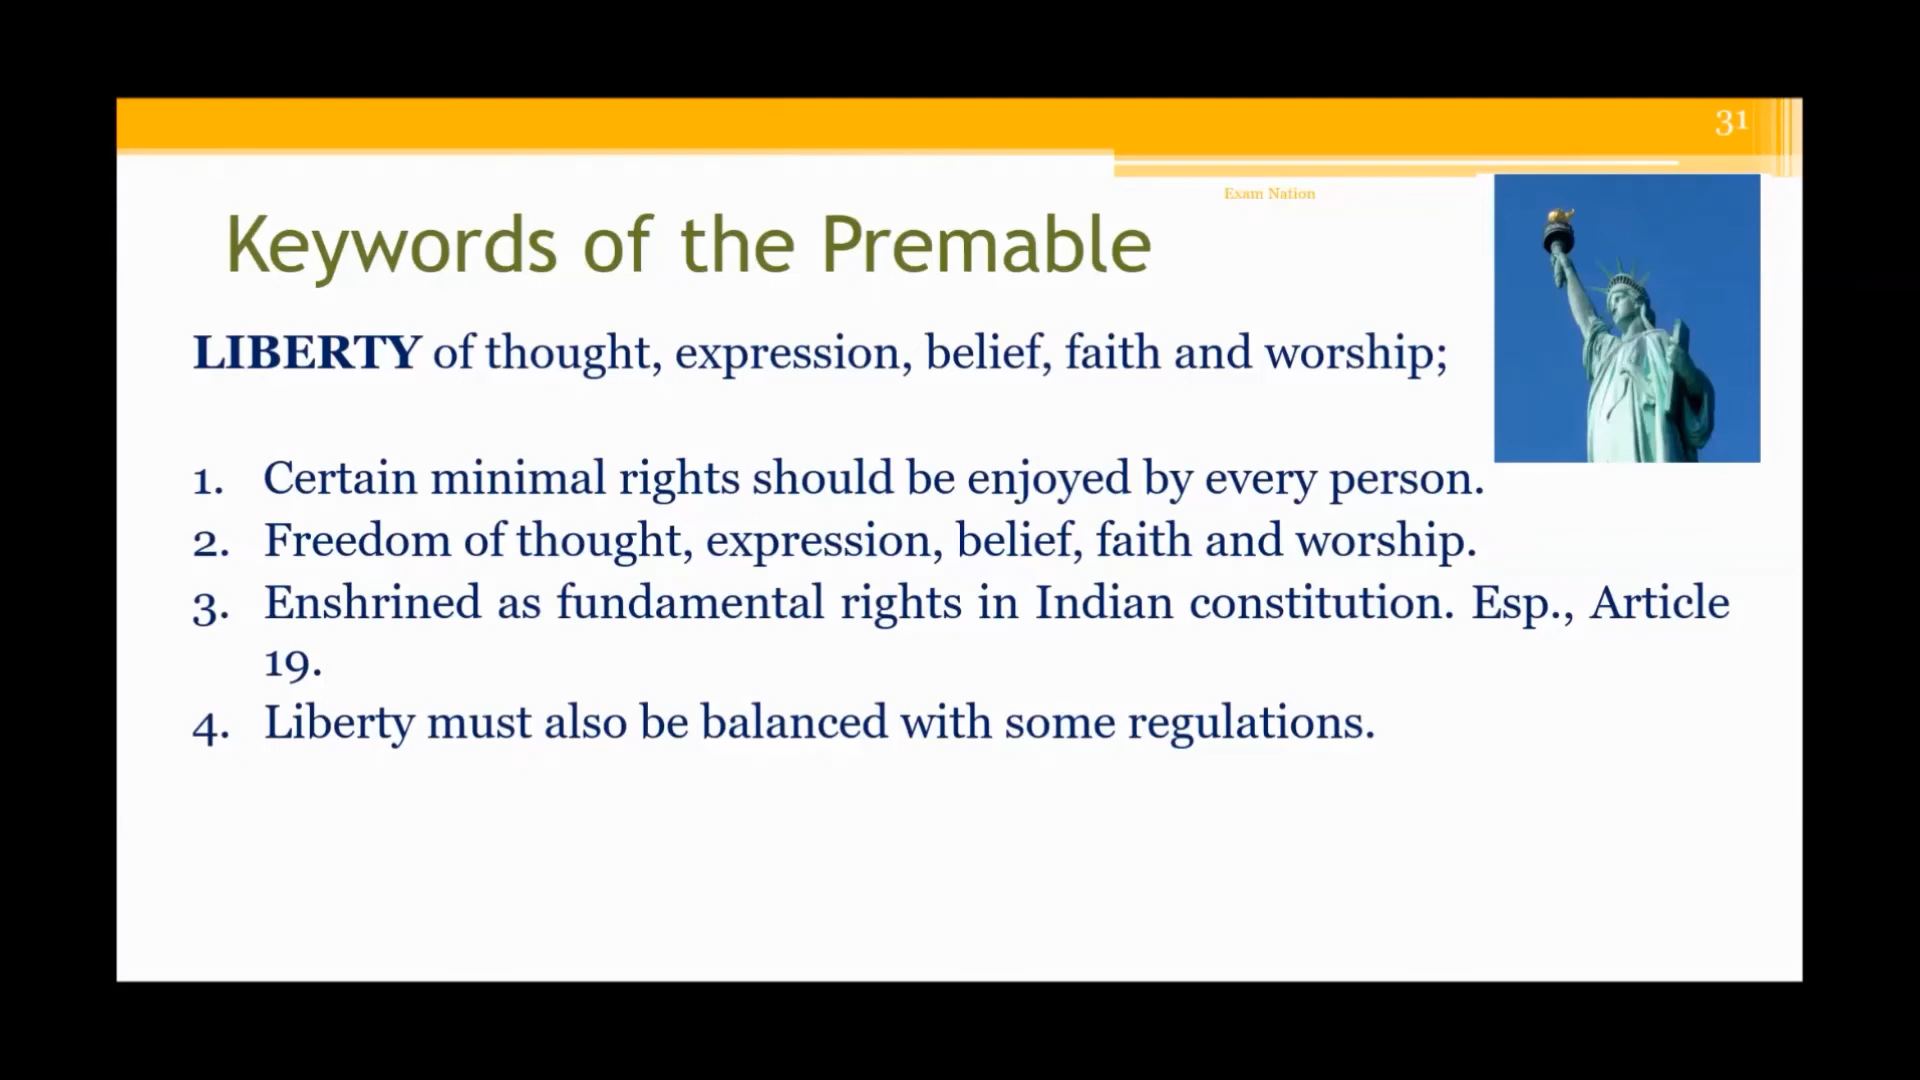 31
Exam Nation
Keywords of the Premable
LIBERTY of thought, expression, belief, faith and worship;
1. Certain minimal rights should be enjoyed by every person.
2. Freedom of thought, expression, belief, faith and worship.
3. Enshrined as fundamental rights in Indian constitution. Esp., Article
19.
4. Liberty must also be balanced with some regulations.